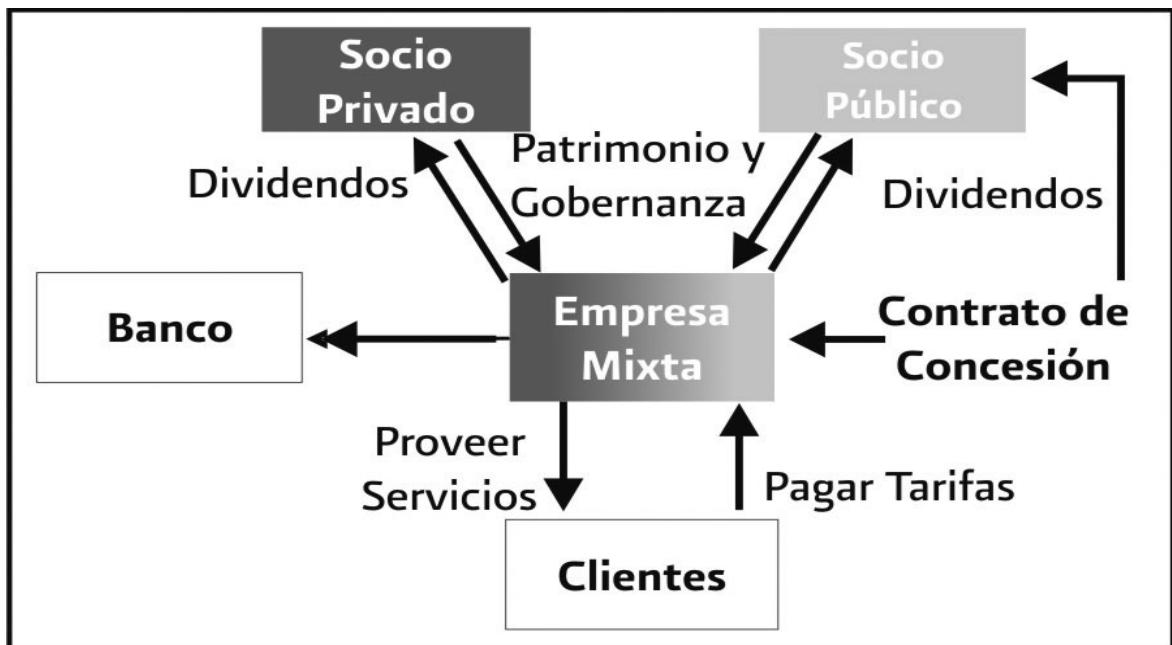 Socio
Privado
Socio
Público
Dividendos
Patrimonio y
Gobernanza
Dividendos
Banco
Empresa
Mixta
Contrato de
Concesión
Proveer
Servicios
Pagar Tarifas
Clientes